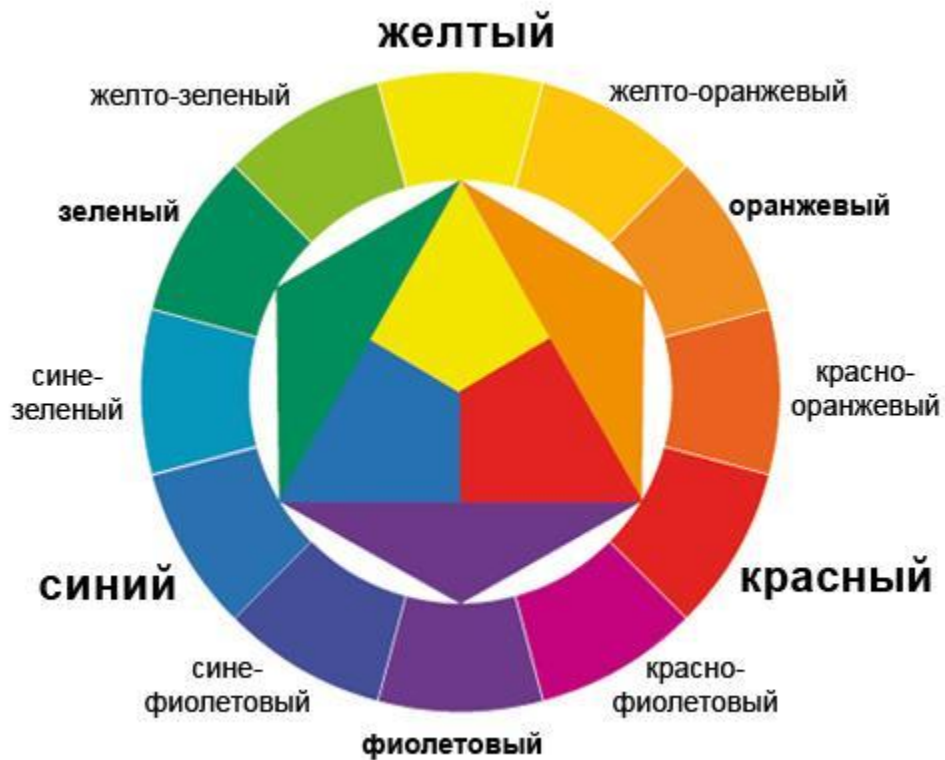 желтый
желто-зеленый
желто-оранжевый
зеленый
оранжевый
сине-
зеленый
красно-
оранжевый
синий
красный
сине-
фиолетовый
красно-
фиолетовый
фиолетовый